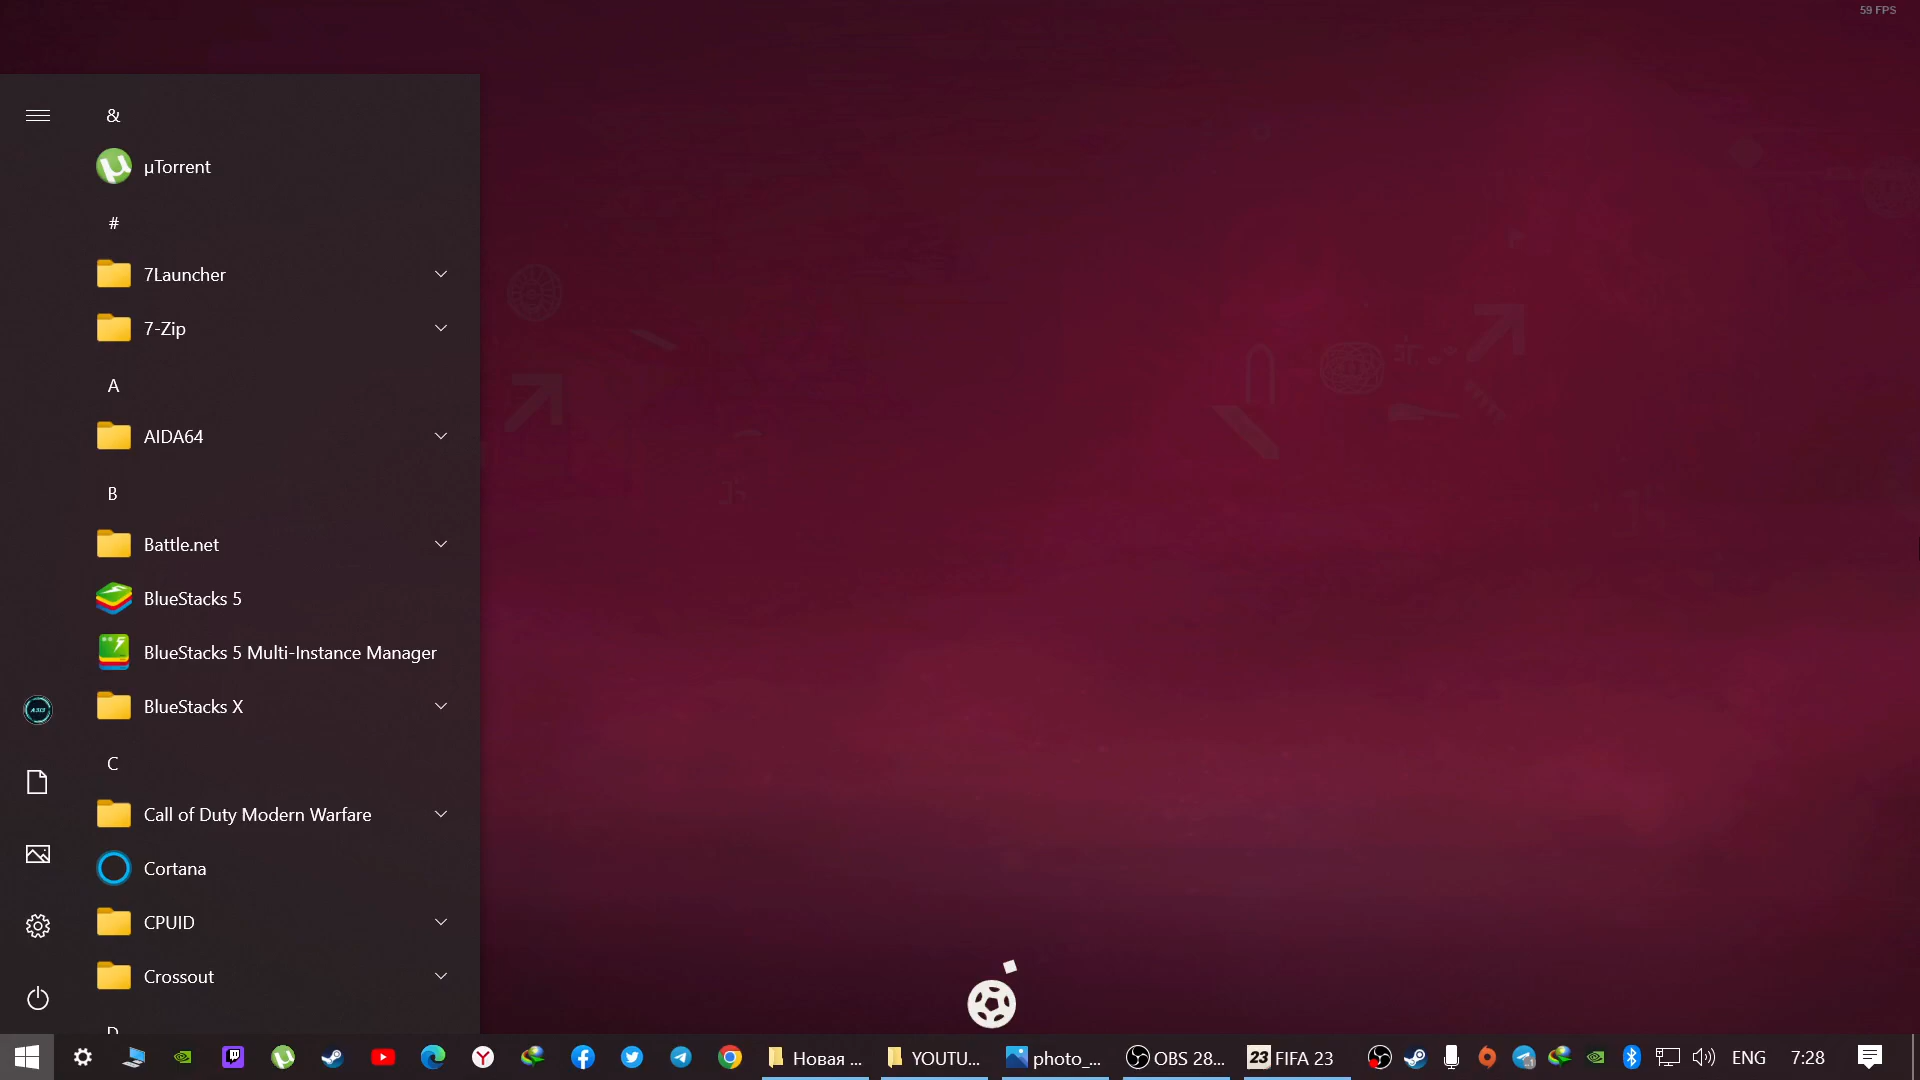 59 FPS
&
µTorrent
#
7Launcher
7-Zip
A
AIDA64
B
Battle.net
BlueStacks 5
BlueStacks 5 Multi-Instance Manager
BlueStacks X
C
Call of Duty Modern Warfare
Cortana
CPUID
Crossout
D
Новая ...
YOUTU...
photo_...
OBS 28...
23 FIFA 23
ENG
7:28